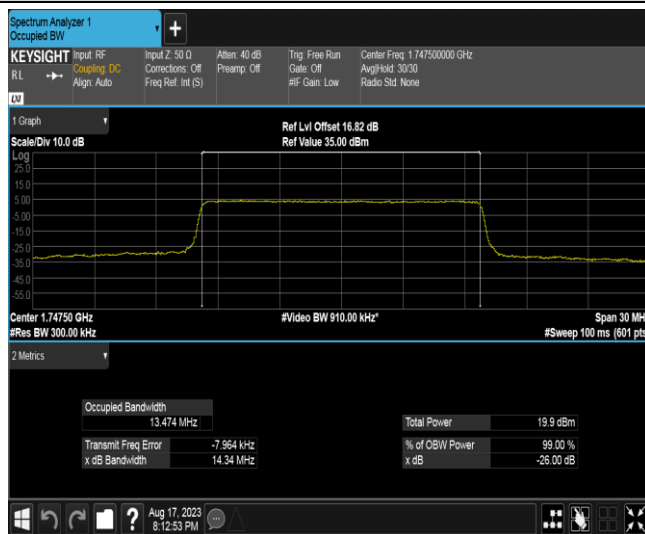 Spectrum Analyzer 1
Occupied BW
+
KEYSIGHT
RL
LXI
Input: RF
Coupling: DC
Align: Auto
Input Z: 50 Ω
Corrections: Off
Freq Ref: Int (S)
Atten: 40 dB
Preamp: Off
Trig: Free Run
Gate: Off
#IF Gain: Low
Center Freq: 1.747500000 GHz
Avg|Hold: 30/30
Radio Std: None
1 Graph
Scale/Div 10.0 dB
Ref Lvl Offset 16.82 dB
Ref Value 35.00 dBm
Log
25.0
15.0
5.00
-5.00
-15.0
-25.0
-35.0
-45.0
-55.0
Center 1.74750 GHz
#Res BW 300.00 kHz
#Video BW 910.00 kHz*
Span 30 MH
#Sweep 100 ms (601 pts
2 Metrics
Occupied Bandwidth
13.474 MHz
Transmit Freq Error -7.964 kHz
x dB Bandwidth 14.34 MHz
Total Power 19.9 dBm
% of OBW Power 99.00 %
x dB -26.00 dB
?
Aug 17, 2023
8:12:53 PM